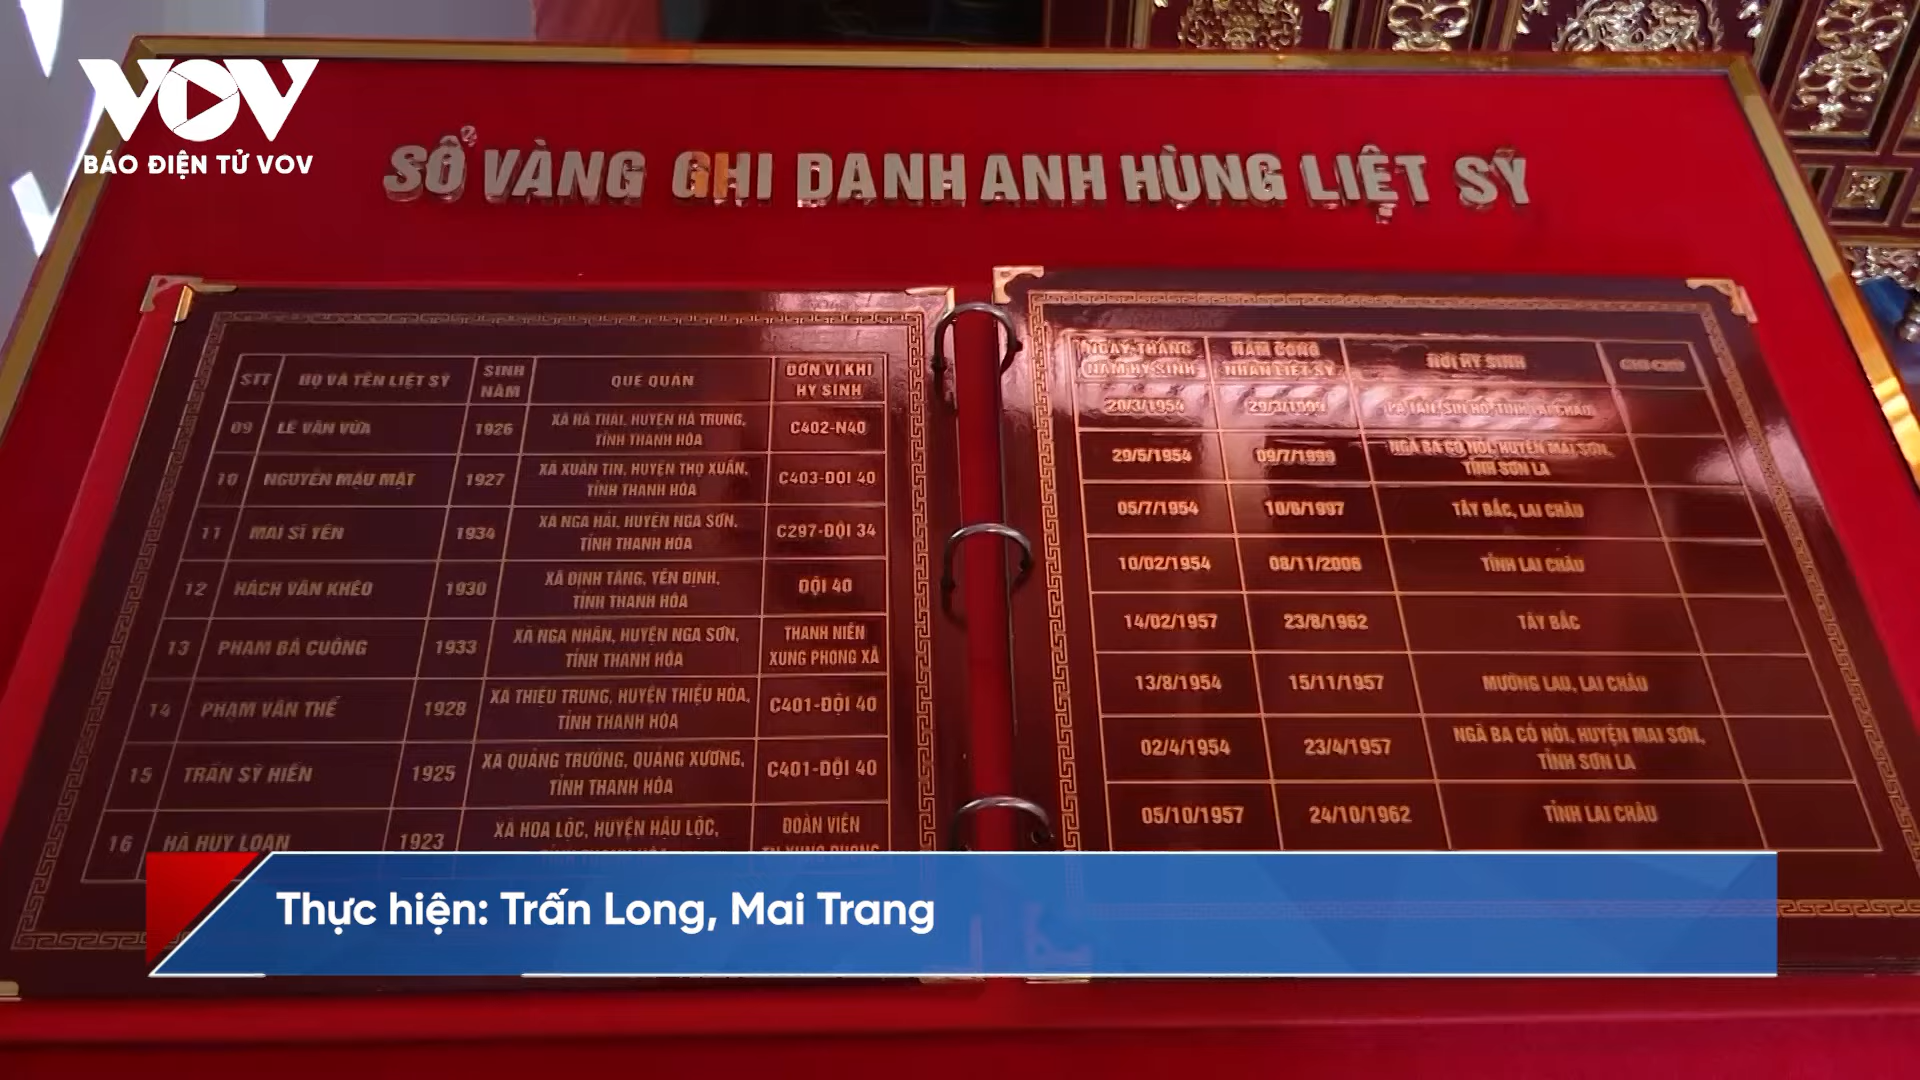 VOV
BÁO ĐIỆN TỬ VOV
SỔ VÀNG GHI DANH ANH HÙNG LIỆT SỸ
STT HỌ VÀ TÊN LIỆT SỸ SINH NĂM QUÊ QUÁN ĐƠN VỊ KHI HY SINH
09 LÊ VĂN VỪA 1926 XÃ HÀ THÁI, HUYỆN HÀ TRUNG, TỈNH THANH HÓA C402-N40
10 NGUYỄN MẬU MẬT 1927 XÃ XUÂN TÍN, HUYỆN THỌ XUÂN, TỈNH THANH HÓA C403-ĐỘI 40
11 MAI SĨ YÊN 1934 XÃ NGA HẢI, HUYỆN NGA SƠN, TỈNH THANH HÓA C297-ĐỘI 34
12 HÁCH VĂN KHẼO 1930 XÃ ĐỊNH TĂNG, YÊN ĐỊNH, TỈNH THANH HÓA ĐỘI 40
13 PHẠM BÁ CUÔNG 1933 XÃ NGA NHÂN, HUYỆN NGA SƠN, TỈNH THANH HÓA THANH NIÊN XUNG PHONG XÃ
14 PHẠM VĂN THỂ 1928 XÃ THIỆU TRUNG, HUYỆN THIỆU HÓA, TỈNH THANH HÓA C401-ĐỘI 40
15 TRẦN SỸ HIỀN 1925 XÃ QUẢNG TRƯỜNG, QUẢNG XƯƠNG, TỈNH THANH HÓA C401-ĐỘI 40
16 HÀ HUY LOAN 1923 XÃ HOA LỘC, HUYỆN HẬU LỘC, ĐOÀN VIÊN
NGÀY THÁNG NĂM HY SINH NĂM CÔNG NHẬN LIỆT SỸ NƠI HY SINH GHI CHÚ
20/3/1954 29/3/1999
29/5/1954 09/7/1999 NGÃ BA CÒ NÒI, HUYỆN MAI SƠN, TỈNH SƠN LA
05/7/1954 TÂY BẮC, LAI CHÂU
10/02/1954 08/11/2006 TỈNH LAI CHÂU
14/02/1957 23/8/1962 TÂY BẮC
13/8/1954 15/11/1957 MƯỜNG LAU, LAI CHÂU
02/4/1954 23/4/1957 NGÃ BA CÒ NÒI, HUYỆN MAI SƠN, TỈNH SƠN LA
05/10/1957 24/10/1962 TỈNH LAI CHÂU
Thực hiện: Trấn Long, Mai Trang